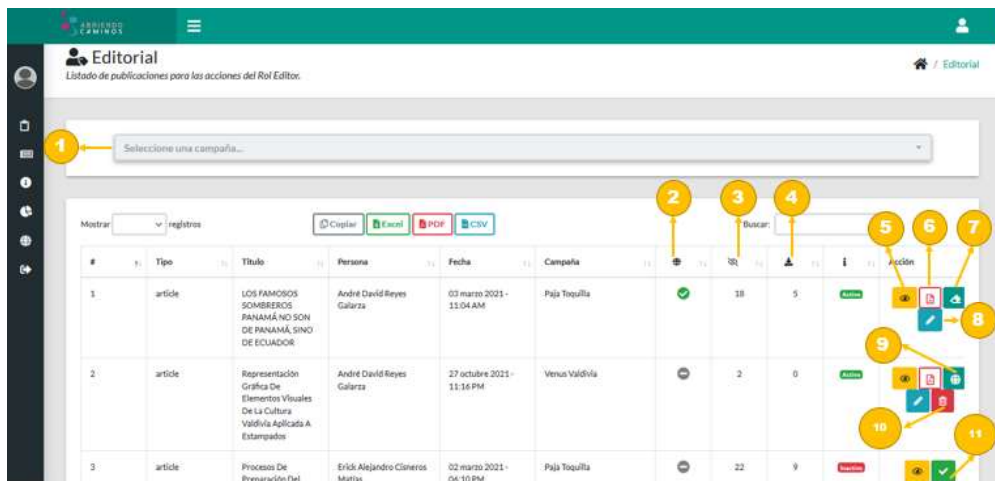 ABRIENDO
CAMINOS
Editorial
Listado de publicaciones para las acciones del Rol Editor.
/ Editorial
1
Seleccione una campaña...
2
3
4
Mostrar registros
Copiar
Excel
PDF
CSV
Buscar:
5
6
7
# Tipo Título Persona Fecha Campaña i Acción
1 article LOS FAMOSOS André David Reyes 03 marzo 2021 - Paja Toquilla 18 5 Activo
SOMBREROS Galarza 11:04 AM
PANAMÁ NO SON
DE PANAMÁ, SINO
DE ECUADOR
8
9
2 article Representación André David Reyes 27 octubre 2021 - Venus Valdivia 2 0 Activo
Gráfica De Galarza 11:16 PM
Elementos Visuales
De La Cultura
Valdivia Aplicada A
Estampados
10
11
3 article Procesos De Erick Alejandro Cisneros 02 marzo 2021 - Paja Toquilla 22 9 Inactivo
Preparación Del Matías 06:10 PM